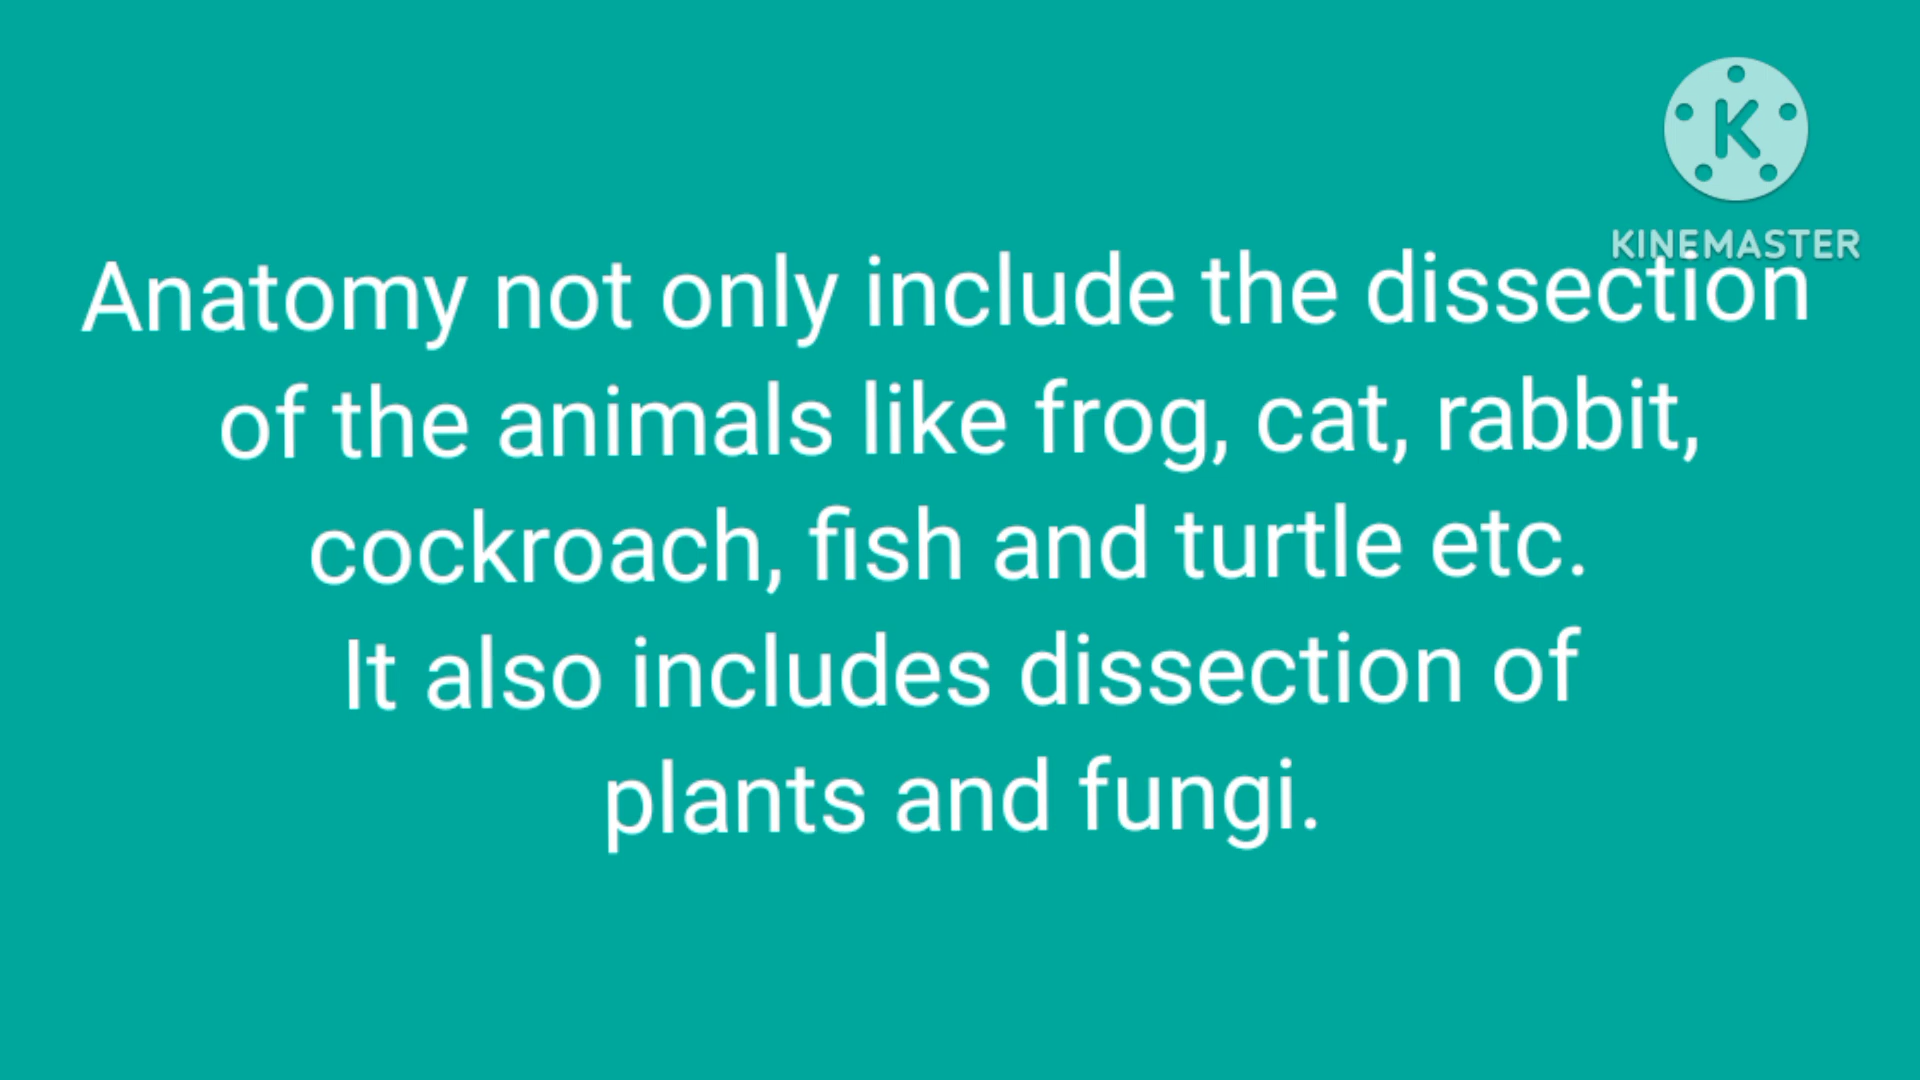 K
KINEMASTER
Anatomy not only include the dissection
of the animals like frog, cat, rabbit,
cockroach, fish and turtle etc.
It also includes dissection of
plants and fungi.